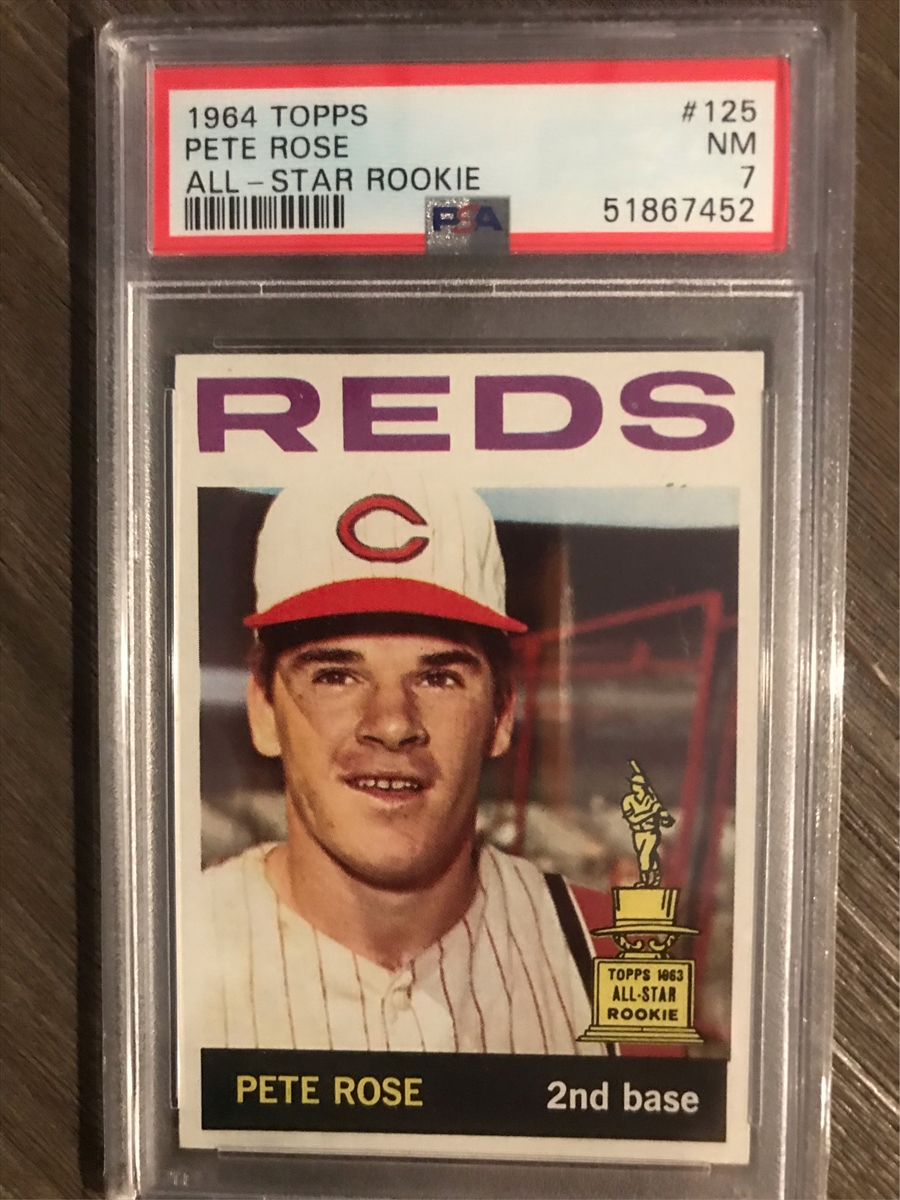 1964 TOPPS #125
PETE ROSE NM
ALL-STAR ROOKIE 7
PSA 51867452
REDS
C
TOPPS 1963
ALL-STAR
ROOKIE
PETE ROSE 2nd base